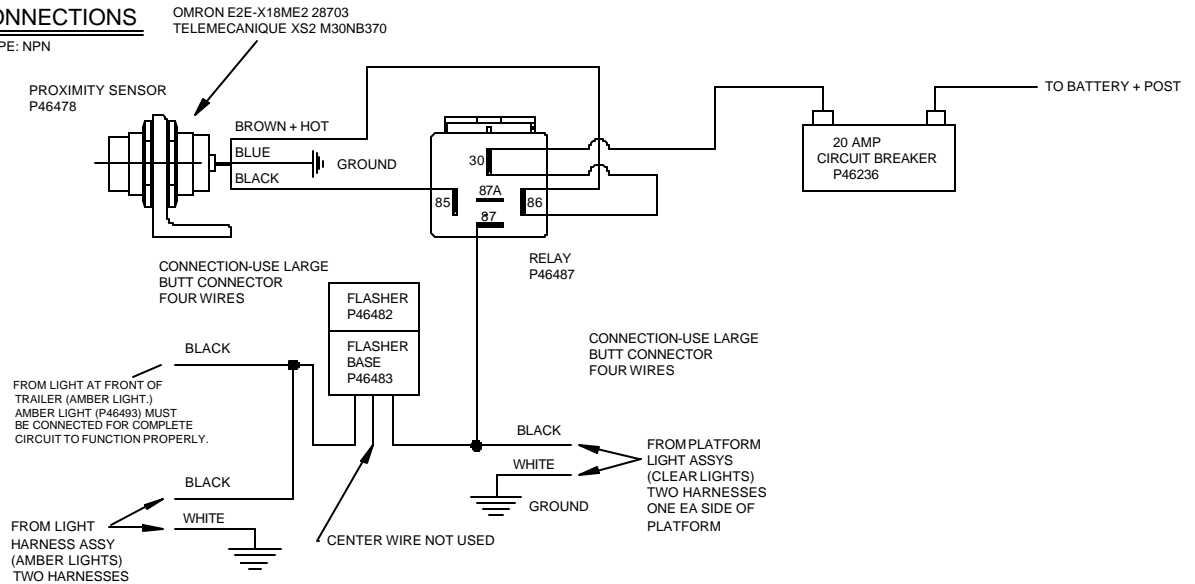 ONNECTIONS
PE: NPN
OMRON E2E-X18ME2 28703
TELEMECANIQUE XS2 M30NB370
PROXIMITY SENSOR
P46478
BROWN + HOT
BLUE
GROUND
BLACK
30
87A
85
86
87
RELAY
P46487
TO BATTERY + POST
20 AMP
CIRCUIT BREAKER
P46236
CONNECTION-USE LARGE
BUTT CONNECTOR
FOUR WIRES
FLASHER
P46482
FLASHER
BASE
P46483
CONNECTION-USE LARGE
BUTT CONNECTOR
FOUR WIRES
BLACK
FROM LIGHT AT FRONT OF
TRAILER (AMBER LIGHT.)
AMBER LIGHT (P46493) MUST
BE CONNECTED FOR COMPLETE
CIRCUIT TO FUNCTION PROPERLY.
BLACK
WHITE
GROUND
FROM PLATFORM
LIGHT ASSYS
(CLEAR LIGHTS)
TWO HARNESSES
ONE EA SIDE OF
PLATFORM
BLACK
WHITE
FROM LIGHT
HARNESS ASSY
(AMBER LIGHTS)
TWO HARNESSES
CENTER WIRE NOT USED